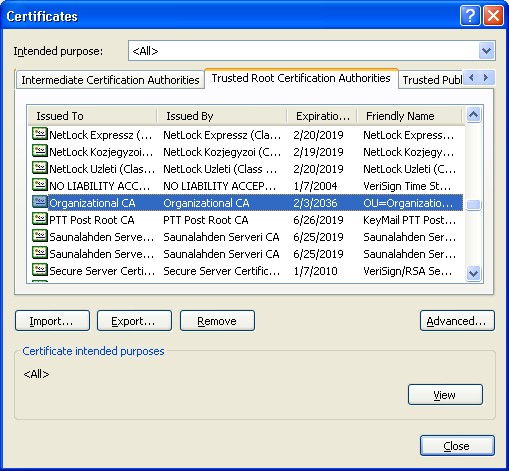 Certificates
Intended purpose: <All>
Intermediate Certification Authorities Trusted Root Certification Authorities Trusted Publ
Issued To Issued By Expiratio... Friendly Name
NetLock Expressz (... NetLock Expressz (Cla... 2/20/2019 NetLock Express...
NetLock Kozjegyzoi... NetLock Kozjegyzoi (C... 2/19/2019 NetLock Kozjegy...
NetLock Uzleti (Clas... NetLock Uzleti (Class ... 2/20/2019 NetLock Uzleti (...
NO LIABILITY ACCE... NO LIABILITY ACCEP... 1/7/2004 VeriSign Time St...
Organizational CA Organizational CA 2/3/2036 OU=Organizatio...
PTT Post Root CA PTT Post Root CA 6/26/2019 KeyMail PTT Pos...
Saunalahden Serve... Saunalahden Serveri CA 6/25/2019 Saunalahden Ser...
Saunalahden Serve... Saunalahden Serveri CA 6/25/2019 Saunalahden Ser...
Secure Server Certi... Secure Server Certific... 1/7/2010 VeriSign/RSA Se...
Import... Export... Remove Advanced...
Certificate intended purposes
<All>
View
Close